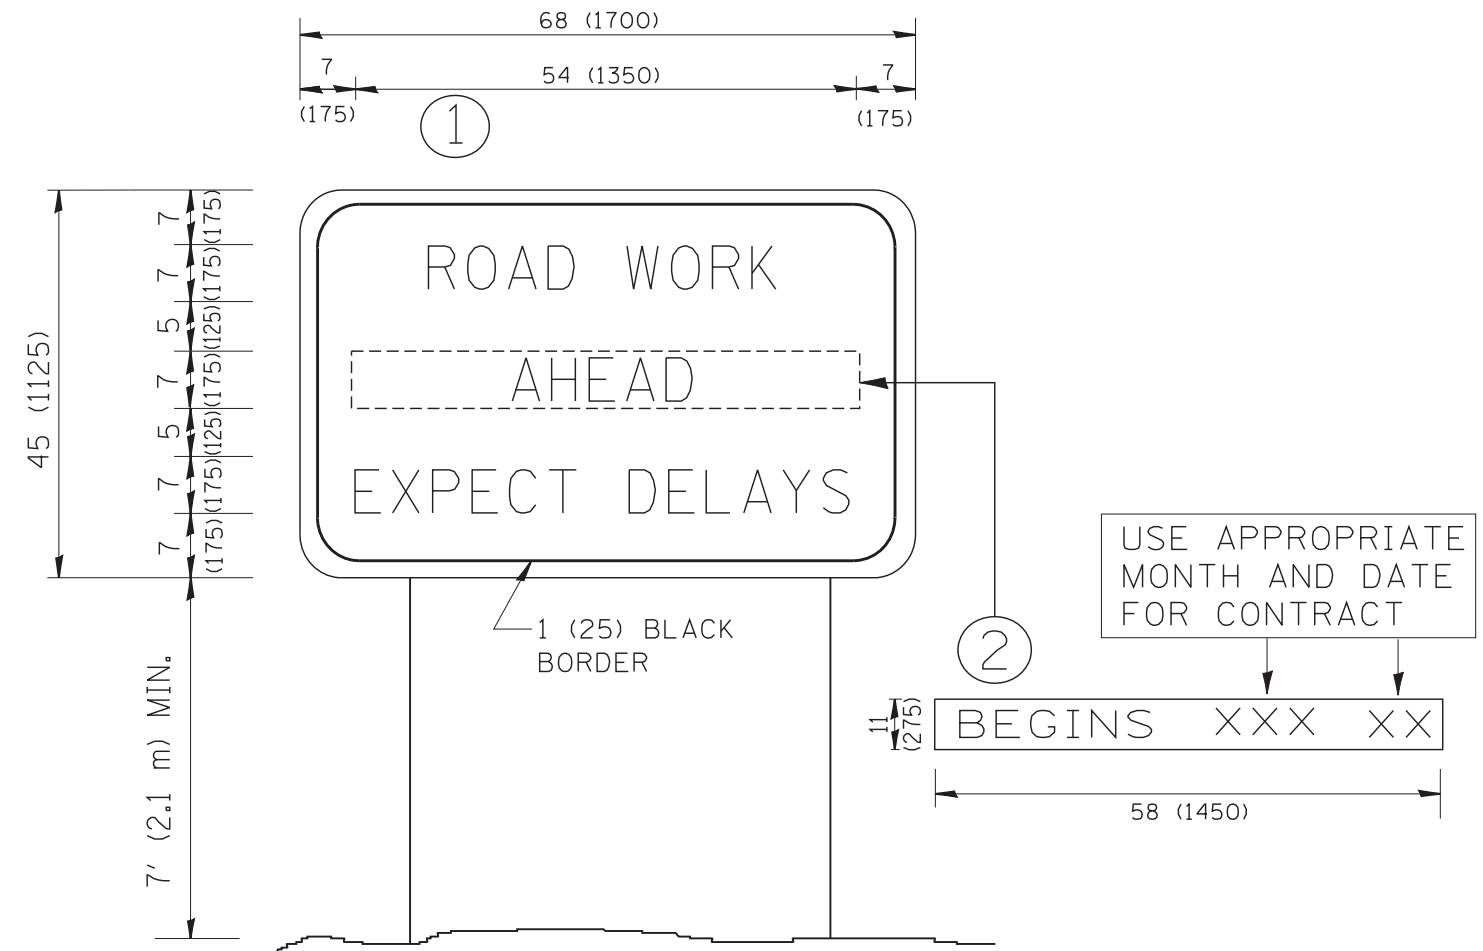 68 (1700)
7 54 (1350) 7
(175) (175)
1
7 (175)
7 (175)
5 (125)
7 (175)
5 (125)
7 (175)
7 (175)
45 (1125)
ROAD WORK
AHEAD
EXPECT DELAYS
1 (25) BLACK
BORDER
7' (2.1 m) MIN.
USE APPROPRIATE
MONTH AND DATE
FOR CONTRACT
2
11
(275)
BEGINS XXX XX
58 (1450)